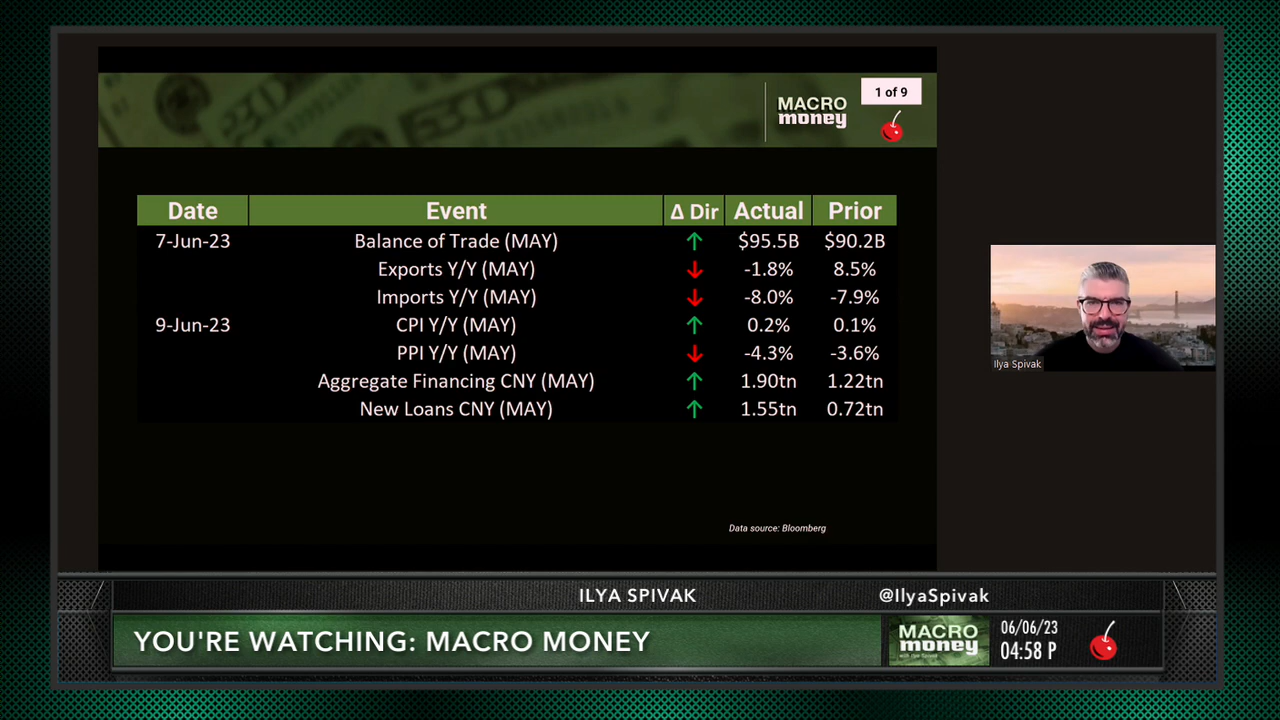 MACRO
money
1 of 9
Date Event Δ Dir Actual Prior
7-Jun-23 Balance of Trade (MAY) ↑ $95.5B $90.2B
Exports Y/Y (MAY) ↓ -1.8% 8.5%
Imports Y/Y (MAY) ↓ -8.0% -7.9%
9-Jun-23 CPI Y/Y (MAY) ↑ 0.2% 0.1%
PPI Y/Y (MAY) ↓ -4.3% -3.6%
Aggregate Financing CNY (MAY) ↑ 1.90tn 1.22tn
New Loans CNY (MAY) ↑ 1.55tn 0.72tn
Data source: Bloomberg
Ilya Spivak
ILYA SPIVAK @IlyaSpivak
YOU'RE WATCHING: MACRO MONEY
MACRO
money
with Ilya Spivak
06/06/23
04:58 P